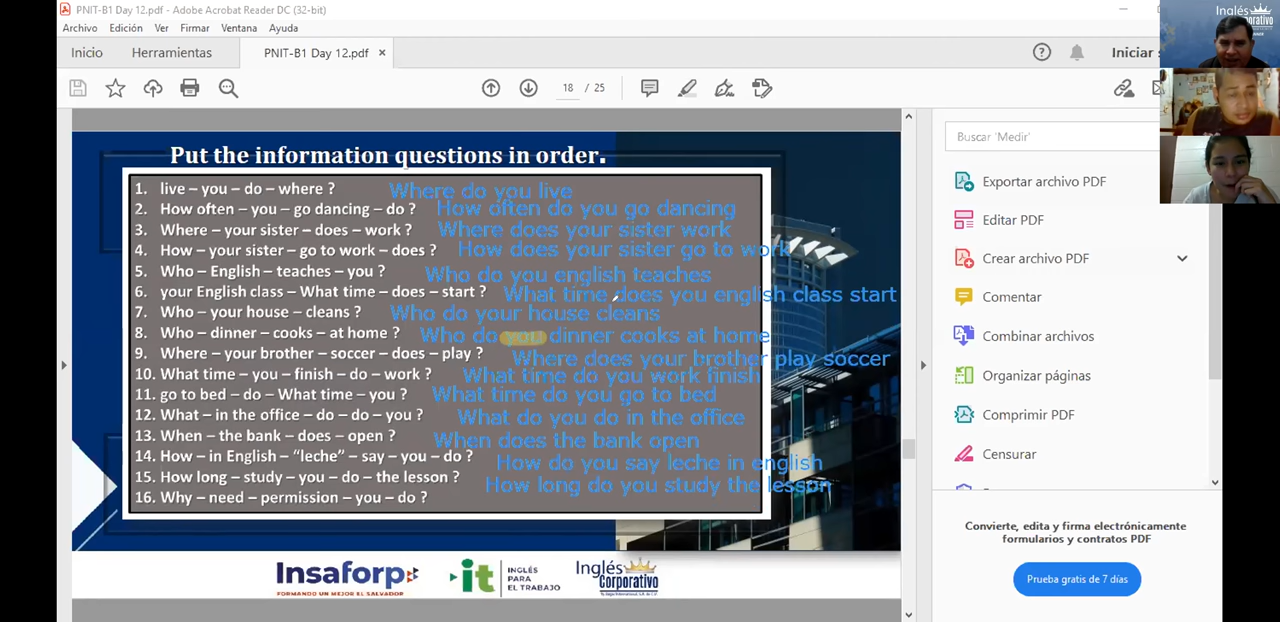 PNIT-B1 Day 12.pdf - Adobe Acrobat Reader DC (32-bit)
Archivo Edición Ver Firmar Ventana Ayuda
Inicio Herramientas PNIT-B1 Day 12.pdf × Iniciar
18 / 25
Inglés
Corporativo
Put the information questions in order.
1. live – you – do – where ? Where do you live
2. How often – you – go dancing – do ? How often do you go dancing
3. Where – your sister – does – work ? Where does your sister work
4. How – your sister – go to work – does ? How does your sister go to work
5. Who – English – teaches – you ? Who do you english teaches
6. your English class – What time – does – start ? What time does you english class start
7. Who – your house – cleans ? Who do your house cleans
8. Who – dinner – cooks – at home ? Who do you dinner cooks at home
9. Where – your brother – soccer – does – play ? Where does your brother play soccer
10. What time – you – finish – do – work ? What time do you work finish
11. go to bed – do – What time – you ? What time do you go to bed
12. What – in the office – do – do – you ? What do you do in the office
13. When – the bank – does – open ? When does the bank open
14. How – in English – “leche” – say – you – do ? How do you say leche in english
15. How long – study – you – do – the lesson ? How long do you study the lesson
16. Why – need – permission – you – do ?
Insaforp
FORMANDO UN MEJOR EL SALVADOR
it INGLÉS PARA EL TRABAJO
Inglés
Corporativo
Buscar 'Medir'
Exportar archivo PDF
Editar PDF
Crear archivo PDF
Comentar
Combinar archivos
Organizar páginas
Comprimir PDF
Censurar
Convierte, edita y firma electrónicamente
formularios y contratos PDF
Prueba gratis de 7 días